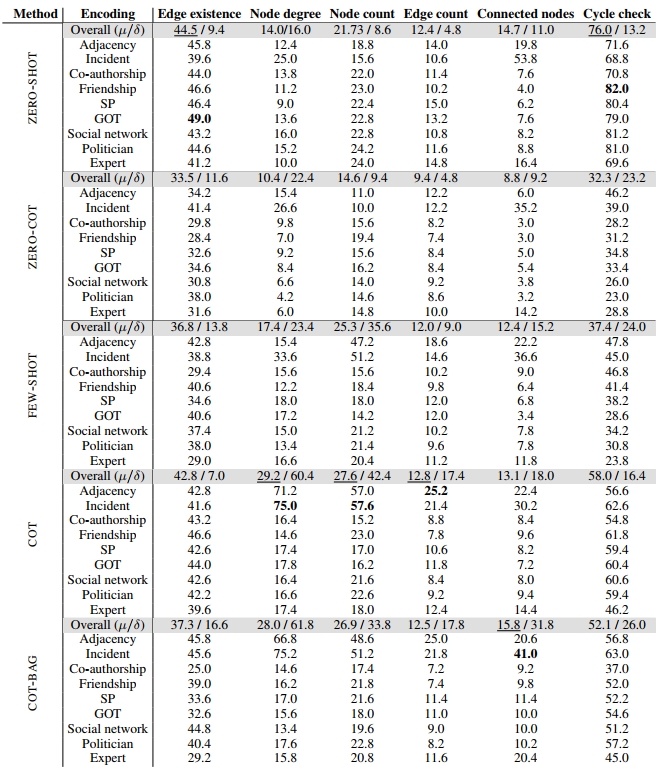 Method Encoding Edge existence Node degree Node count Edge count Connected nodes Cycle check
ZERO-SHOT
Overall (μ/δ) 44.5 / 9.4 14.0/16.0 21.73 / 8.6 12.4 / 4.8 14.7 / 11.0 76.0 / 13.2
Adjacency 45.8 12.4 18.8 14.0 19.8 71.6
Incident 39.6 25.0 15.6 10.6 53.8 68.8
Co-authorship 44.0 13.8 22.0 11.4 7.6 70.8
Friendship 46.6 11.2 23.0 10.2 4.0 82.0
SP 46.4 9.0 22.4 15.0 6.2 80.4
GOT 49.0 13.6 22.8 13.2 7.6 79.0
Social network 43.2 16.0 22.8 10.8 8.2 81.2
Politician 44.6 15.2 24.2 11.6 8.8 81.0
Expert 41.2 10.0 24.0 14.8 16.4 69.6
ZERO-COT
Overall (μ/δ) 33.5 / 11.6 10.4 / 22.4 14.6 / 9.4 9.4 / 4.8 8.8 / 9.2 32.3 / 23.2
Adjacency 34.2 15.4 11.0 12.2 6.0 46.2
Incident 41.4 26.6 10.0 12.2 35.2 39.0
Co-authorship 29.8 9.8 15.6 8.2 3.0 28.2
Friendship 28.4 7.0 19.4 7.4 3.0 31.2
SP 32.6 9.2 15.6 8.4 5.0 34.8
GOT 34.6 8.4 16.2 8.4 5.4 33.4
Social network 30.8 6.6 14.0 9.2 3.8 26.0
Politician 38.0 4.2 14.6 8.6 3.2 23.0
Expert 31.6 6.0 14.8 10.0 14.2 28.8
FEW-SHOT
Overall (μ/δ) 36.8 / 13.8 17.4 / 23.4 25.3 / 35.6 12.0 / 9.0 12.4 / 15.2 37.4 / 24.0
Adjacency 42.8 15.4 47.2 18.6 22.2 47.8
Incident 38.8 33.6 51.2 14.6 36.6 45.0
Co-authorship 29.4 15.6 15.6 10.2 9.0 46.8
Friendship 40.6 12.2 18.4 9.8 6.4 41.4
SP 34.6 18.0 18.0 12.0 6.8 38.2
GOT 40.6 17.2 14.2 12.0 3.4 28.6
Social network 37.4 15.0 21.2 10.2 7.8 34.2
Politician 38.0 13.4 21.4 9.6 7.8 30.8
Expert 29.0 16.6 20.4 11.2 11.8 23.8
COT
Overall (μ/δ) 42.8 / 7.0 29.2 / 60.4 27.6 / 42.4 12.8 / 17.4 13.1 / 18.0 58.0 / 16.4
Adjacency 42.8 71.2 57.0 25.2 22.4 56.6
Incident 41.6 75.0 57.6 21.4 30.2 62.6
Co-authorship 43.2 16.4 15.2 8.8 8.4 54.8
Friendship 46.6 14.6 23.0 7.8 9.6 61.8
SP 42.6 17.4 17.0 10.6 8.2 59.4
GOT 44.0 17.8 16.2 11.8 7.2 60.4
Social network 42.6 16.4 21.6 8.4 8.0 60.6
Politician 42.2 16.6 22.6 9.2 9.4 59.4
Expert 39.6 17.4 18.0 12.4 14.4 46.2
COT-BAG
Overall (μ/δ) 37.3 / 16.6 28.0 / 61.8 26.9 / 33.8 12.5 / 17.8 15.8 / 31.8 52.1 / 26.0
Adjacency 45.8 66.8 48.6 25.0 20.6 56.8
Incident 45.6 75.2 51.2 21.8 41.0 63.0
Co-authorship 25.0 14.6 17.4 7.2 9.2 37.0
Friendship 39.0 16.2 21.8 7.4 9.8 52.0
SP 33.6 17.0 21.6 11.4 11.4 52.2
GOT 32.6 15.6 18.0 11.0 10.0 54.6
Social network 44.8 13.4 19.6 9.0 10.0 51.2
Politician 40.4 17.6 22.8 8.2 10.2 57.2
Expert 29.2 15.8 20.8 11.6 20.4 45.0